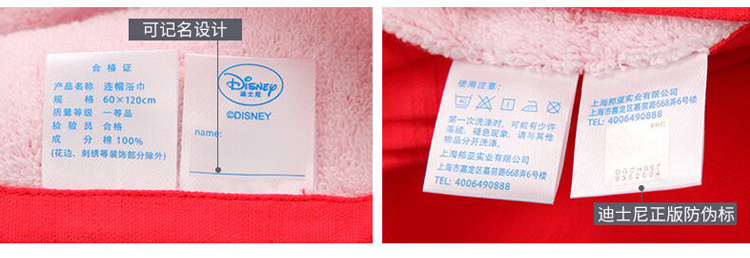 可记名设计
合格证
产品名称 连帽浴巾
规格 60×120cm
质量等级 一等品
检验员 合格
成分 棉100%
(花边、刺绣等装饰部分除外)
Disney
迪士尼
©DISNEY
name:
使用注意:
第一次洗涤时，可能有少许
落绒、褪色现象，请与其他
物品分开洗涤。
上海邦亚实业有限公司
上海市嘉定区嘉前路668弄6号楼
TEL: 4006490888
上海邦亚实业有限公司
上海市嘉定区嘉前路668弄6号楼
TEL: 4006490888
迪士尼正版防伪标